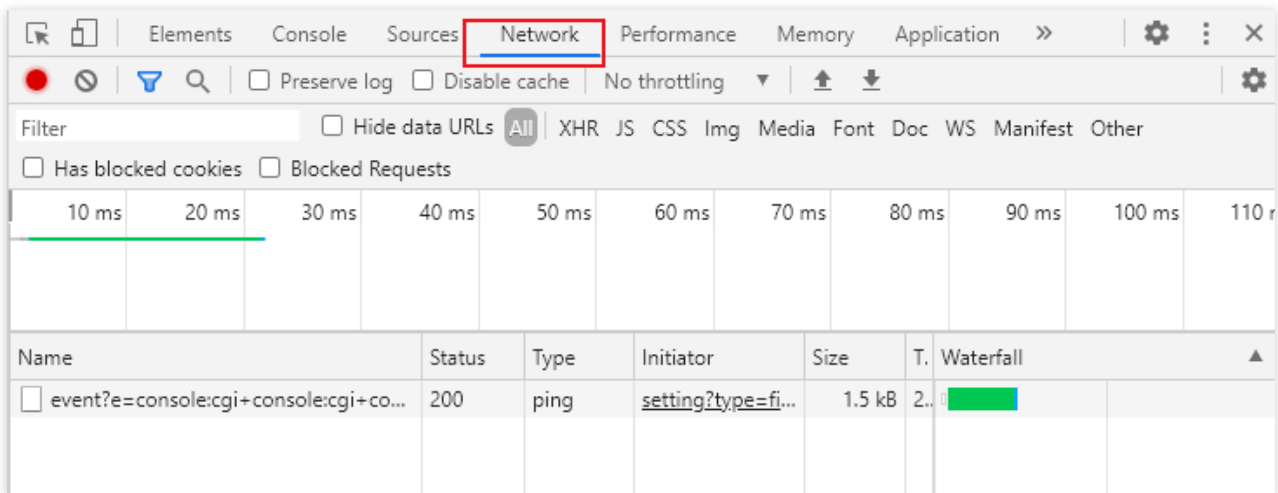 Elements Console Sources Network Performance Memory Application »
Preserve log Disable cache No throttling ▼
Filter Hide data URLs All XHR JS CSS Img Media Font Doc WS Manifest Other
Has blocked cookies Blocked Requests
10 ms 20 ms 30 ms 40 ms 50 ms 60 ms 70 ms 80 ms 90 ms 100 ms 110
Name Status Type Initiator Size T. Waterfall ▲
event?e=console:cgi+console:cgi+co... 200 ping setting?type=fi... 1.5 kB 2..